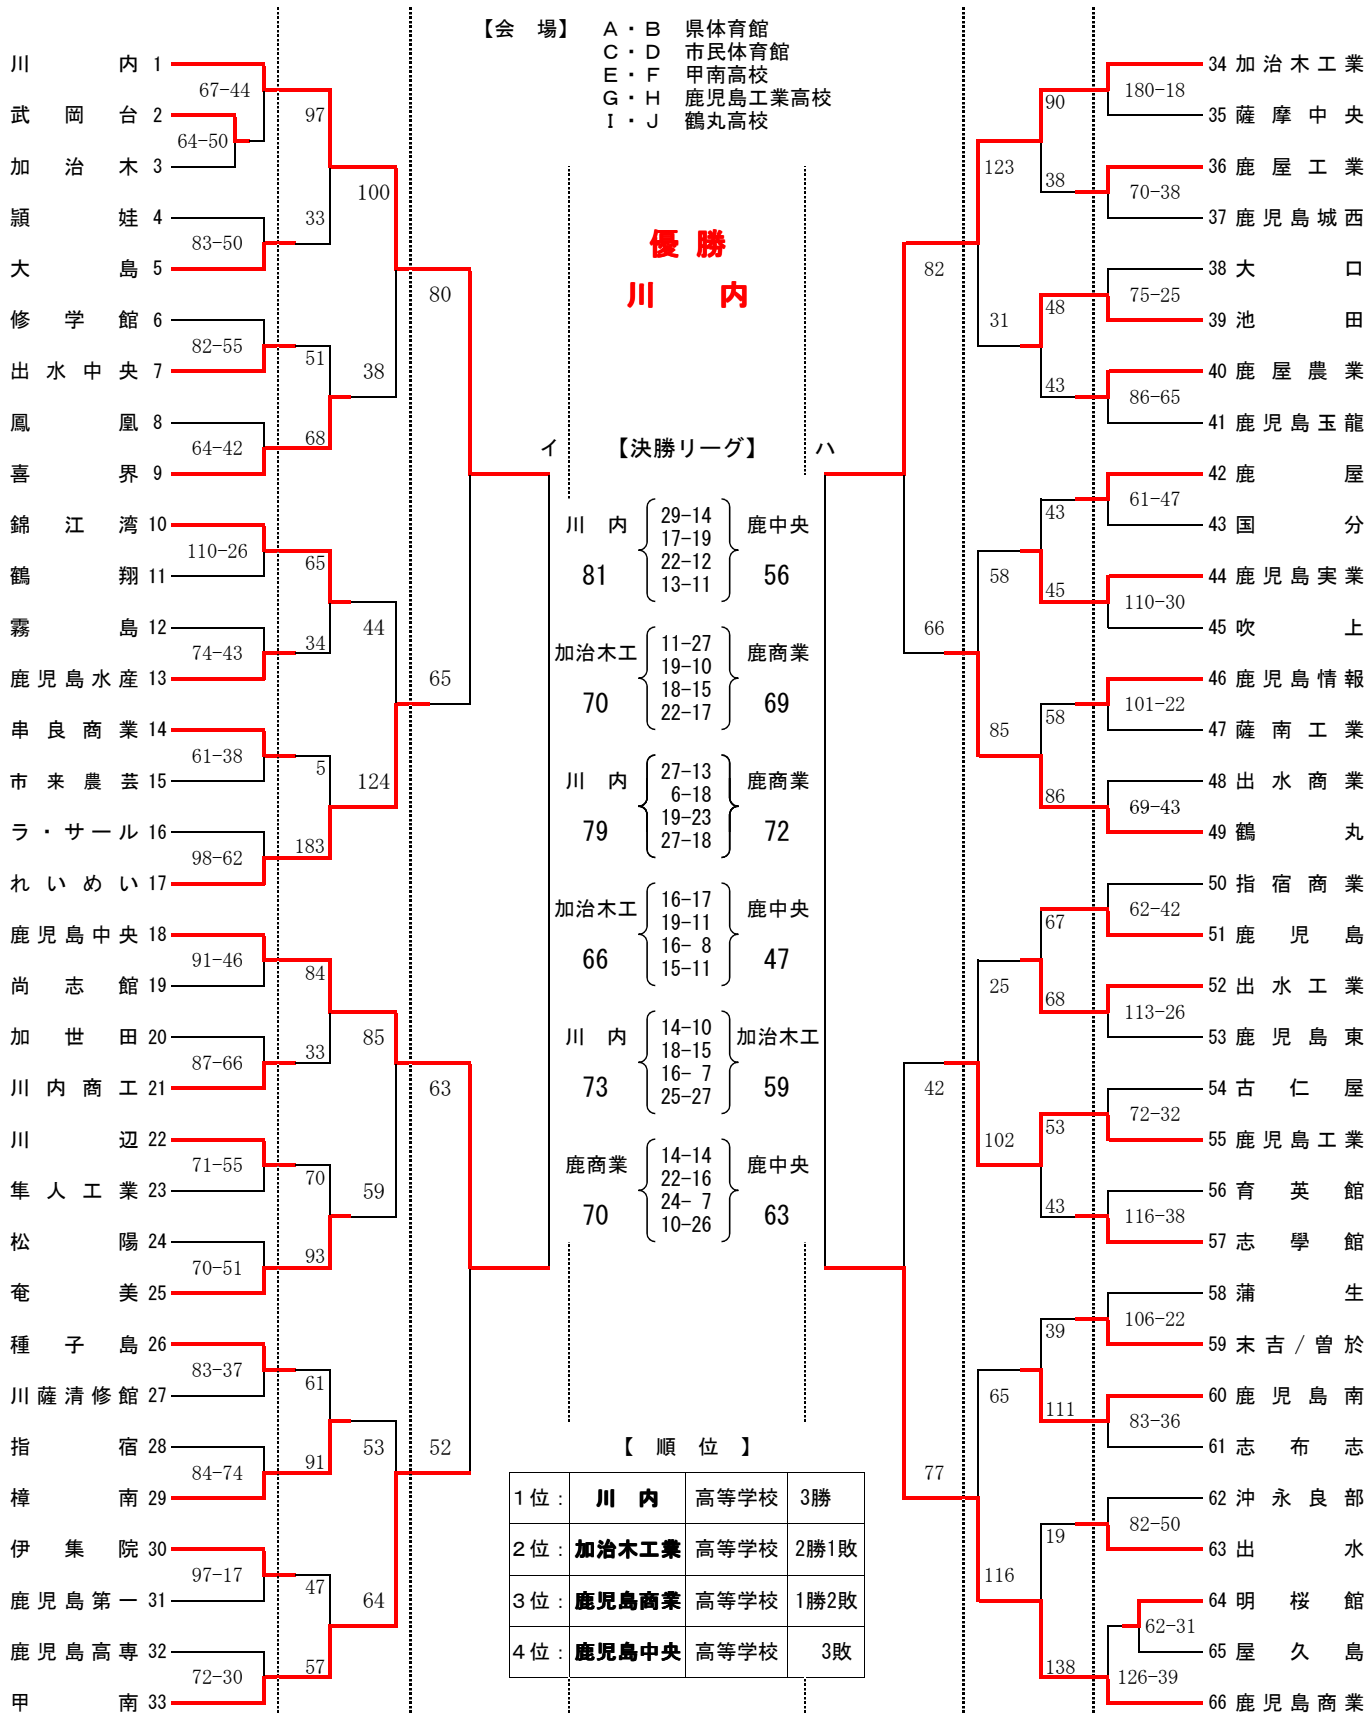 【会　場】　Ａ・Ｂ　県体育館
Ｃ・Ｄ　市民体育館
Ｅ・Ｆ　甲南高校
Ｇ・Ｈ　鹿児島工業高校
Ｉ・Ｊ　鶴丸高校
川内 1
67-44
武岡台 2
64-50
加治木 3
97
頴娃 4
83-50
大島 5
33
100
修学館 6
82-55
出水中央 7
51
鳳凰 8
64-42
喜界 9
68
38
80
錦江湾 10
110-26
鶴翔 11
65
霧島 12
74-43
鹿児島水産 13
34
44
串良商業 14
61-38
市来農芸 15
5
ラ・サール 16
98-62
れいめい 17
183
124
65
鹿児島中央 18
91-46
尚志館 19
84
加世田 20
87-66
川内商工 21
33
85
川辺 22
71-55
隼人工業 23
70
松陽 24
70-51
奄美 25
93
59
63
種子島 26
83-37
川薩清修館 27
61
指宿 28
84-74
樟南 29
91
53
伊集院 30
97-17
鹿児島第一 31
47
鹿児島高専 32
72-30
甲南 33
57
64
52
優勝
川　内
イ　【決勝リーグ】　ハ
川　内 81
29-14
17-19
22-12
13-11
鹿中央 56
加治木工 70
11-27
19-10
18-15
22-17
鹿商業 69
川　内 79
27-13
6-18
19-23
27-18
鹿商業 72
加治木工 66
16-17
19-11
16- 8
15-11
鹿中央 47
川　内 73
14-10
18-15
16- 7
25-27
加治木工 59
鹿商業 70
14-14
22-16
24- 7
10-26
鹿中央 63
【　順　位　】
1位： 川　内 高等学校 3勝
2位： 加治木工業 高等学校 2勝1敗
3位： 鹿児島商業 高等学校 1勝2敗
4位： 鹿児島中央 高等学校 3敗
34 加治木工業
180-18
35 薩摩中央
90
36 鹿屋工業
70-38
37 鹿児島城西
38
123
38 大口
75-25
39 池田
48
40 鹿屋農業
86-65
41 鹿児島玉龍
43
31
82
42 鹿屋
61-47
43 国分
43
44 鹿児島実業
110-30
45 吹上
45
58
46 鹿児島情報
101-22
47 薩南工業
58
48 出水商業
69-43
49 鶴丸
86
85
66
50 指宿商業
62-42
51 鹿児島
67
52 出水工業
113-26
53 鹿児島東
68
25
54 古仁屋
72-32
55 鹿児島工業
53
56 育英館
116-38
57 志學館
43
102
42
58 蒲生
106-22
59 末吉/曽於
39
60 鹿児島南
83-36
61 志布志
111
65
62 沖永良部
82-50
63 出水
19
64 明桜館
62-31
65 屋久島
126-39
66 鹿児島商業
138
116
77